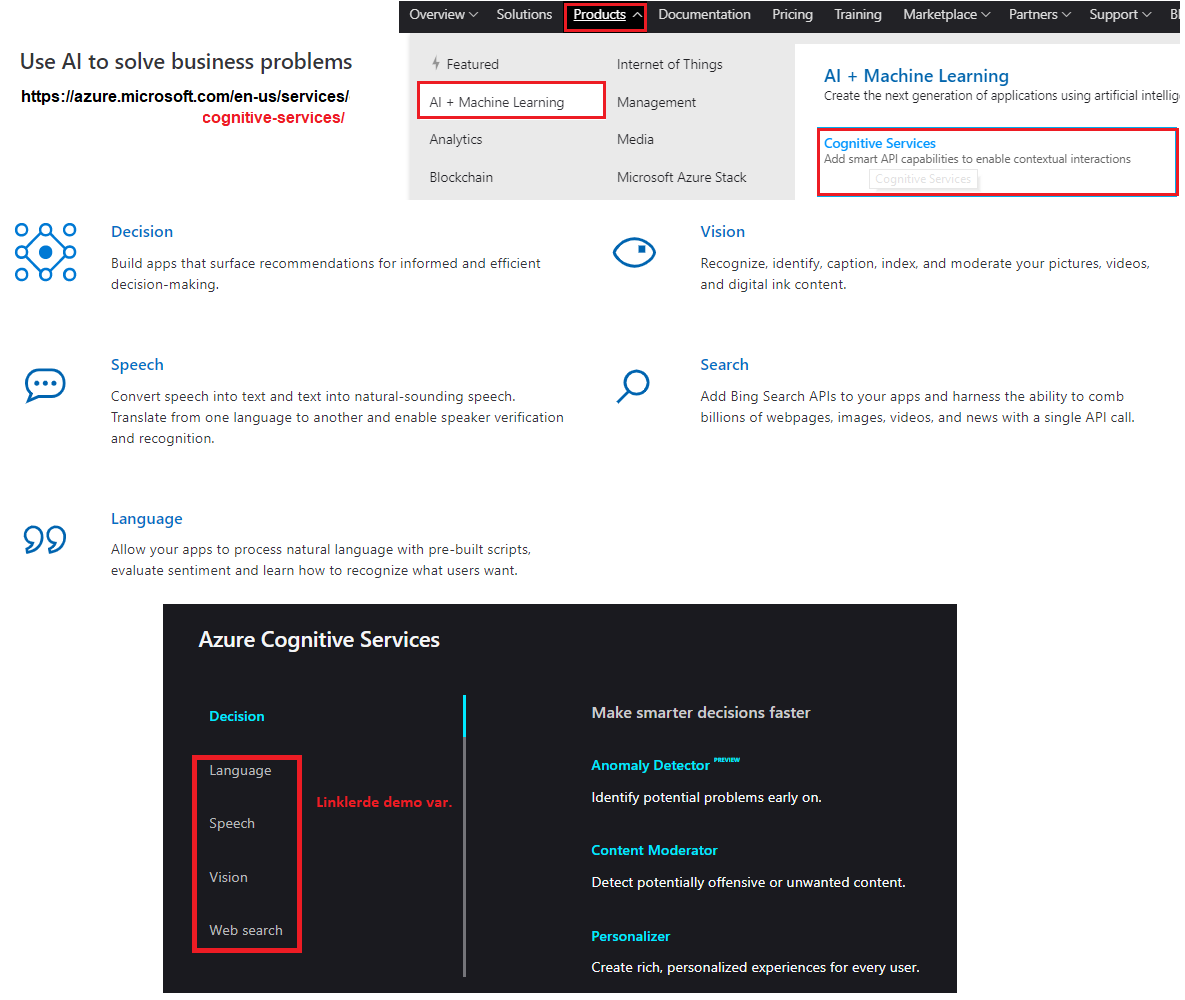 Overview Solutions Products Documentation Pricing Training Marketplace Partners Support
Use AI to solve business problems
https://azure.microsoft.com/en-us/services/
cognitive-services/
Featured
AI + Machine Learning
Analytics
Blockchain
Internet of Things
Management
Media
Microsoft Azure Stack
AI + Machine Learning
Create the next generation of applications using artificial
Cognitive Services
Add smart API capabilities to enable contextual interactions
Cognitive Services
Decision
Build apps that surface recommendations for informed and efficient
decision-making.
Vision
Recognize, identify, caption, index, and moderate your pictures, videos,
and digital ink content.
Speech
Convert speech into text and text into natural-sounding speech.
Translate from one language to another and enable speaker verification
and recognition.
Search
Add Bing Search APIs to your apps and harness the ability to comb
billions of webpages, images, videos, and news with a single API call.
Language
Allow your apps to process natural language with pre-built scripts,
evaluate sentiment and learn how to recognize what users want.
Azure Cognitive Services
Decision
Language
Speech
Vision
Web search
Linklerde demo var.
Make smarter decisions faster
Anomaly Detector PREVIEW
Identify potential problems early on.
Content Moderator
Detect potentially offensive or unwanted content.
Personalizer
Create rich, personalized experiences for every user.